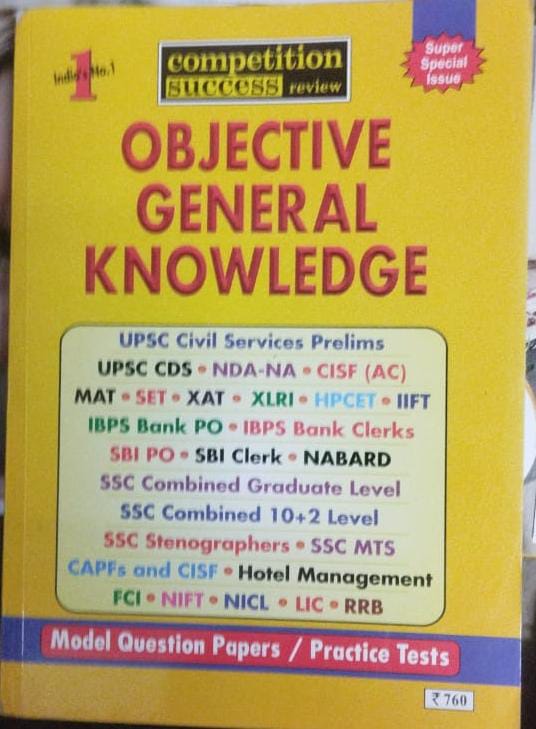 India's No.1
1
competition
success review
Super
Special
Issue
OBJECTIVE
GENERAL
KNOWLEDGE
UPSC Civil Services Prelims
UPSC CDS • NDA-NA • CISF (AC)
MAT • SET • XAT • XLRI • HPCET • IIFT
IBPS Bank PO • IBPS Bank Clerks
SBI PO • SBI Clerk • NABARD
SSC Combined Graduate Level
SSC Combined 10+2 Level
SSC Stenographers • SSC MTS
CAPFs and CISF • Hotel Management
FCI • NIFT • NICL • LIC • RRB
Model Question Papers / Practice Tests
₹ 760